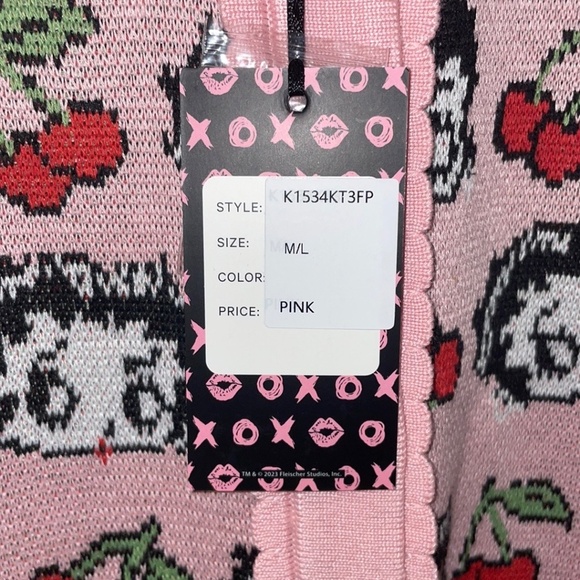 STYLE: K1534KT3FP
SIZE: M/L
COLOR:
PRICE: PINK
TM & © 2023 Fleischer Studios, Inc.